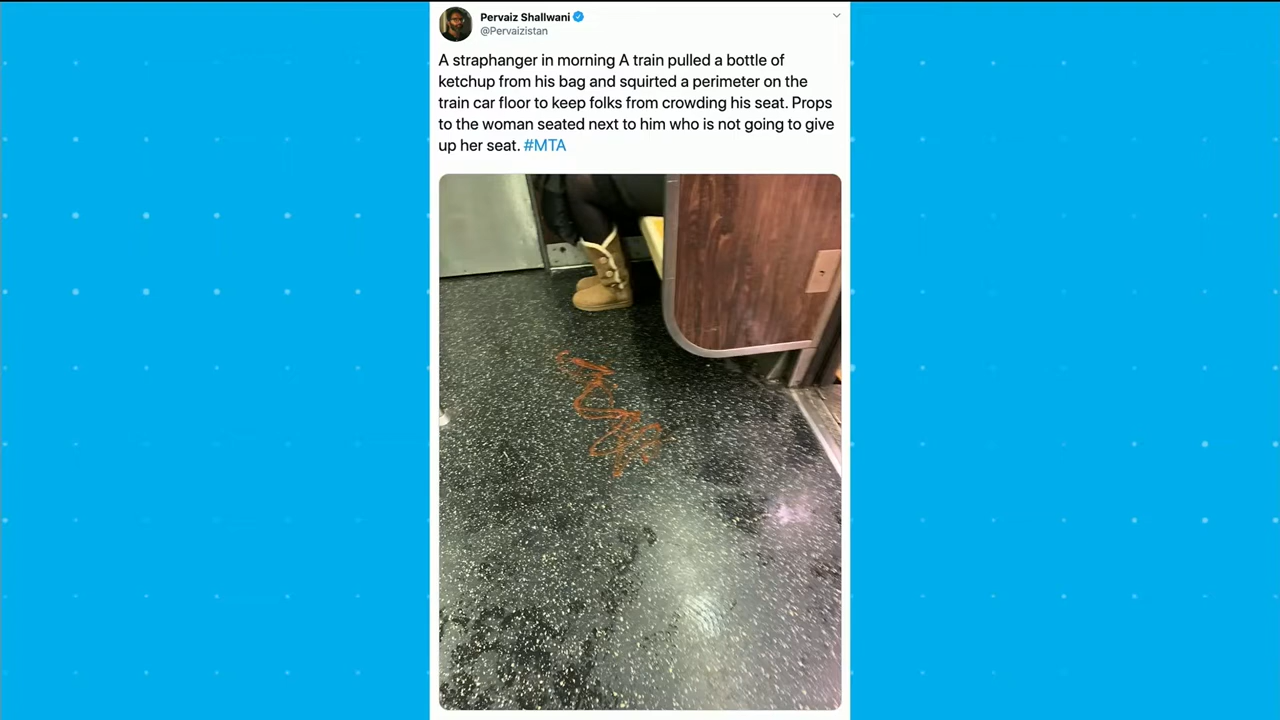 Pervaiz Shallwani
@Pervaizistan
A straphanger in morning A train pulled a bottle of
ketchup from his bag and squirted a perimeter on the
train car floor to keep folks from crowding his seat. Props
to the woman seated next to him who is not going to give
up her seat. #MTA